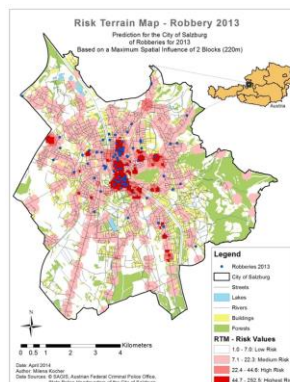 Risk Terrain Map - Robbery 2013
Prediction for the City of Salzburg
of Robberies for 2013
Based on a Maximum Spatial Influence of 2 Blocks (220m)
Austria
Legend
Robberies 2013
City of Salzburg
Streets
Lakes
Rivers
Buildings
Forests
RTM - Risk Values
1.0 - 7.0: Low Risk
7.1 - 22.3: Medium Risk
22.4 - 44.6: High Risk
N
0 0.5 1 2 3 4
Kilometers
Date: April 2014
Author: Milena Kocher
Data Sources: © SAGIS, Austrian Federal Criminal Police Office,